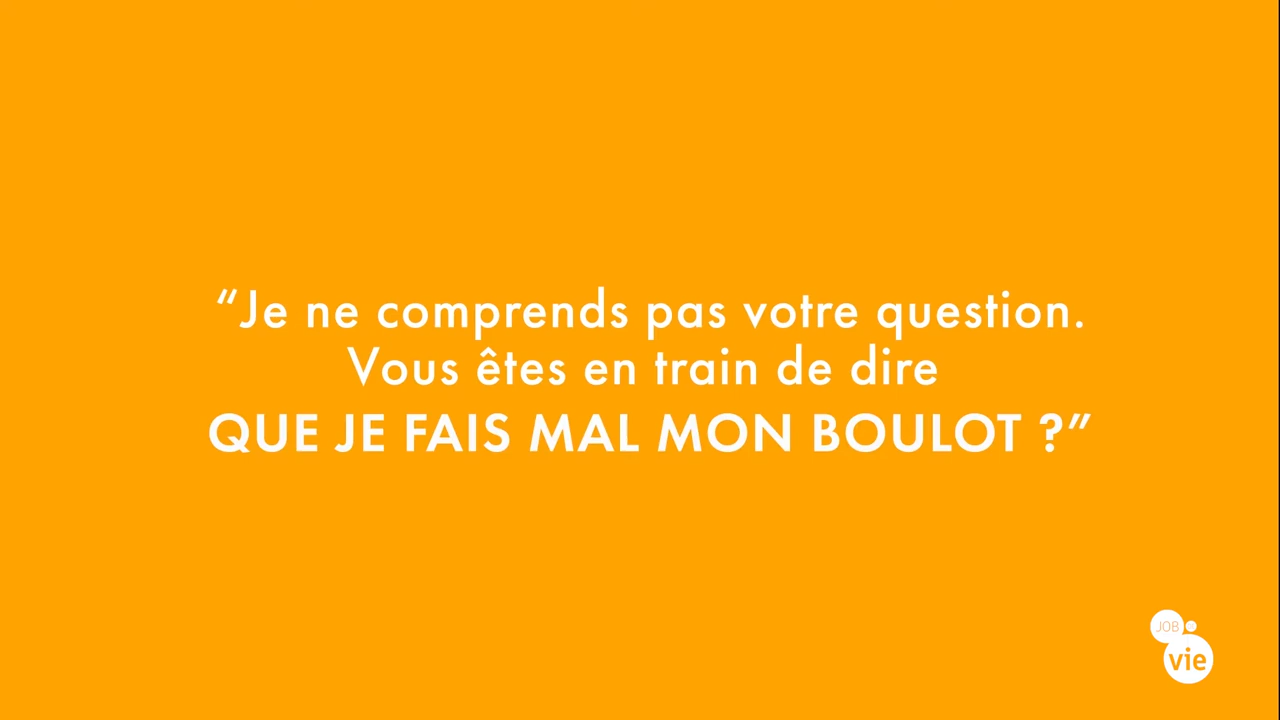 “Je ne comprends pas votre question.
Vous êtes en train de dire
QUE JE FAIS MAL MON BOULOT ?”
JOB
vie